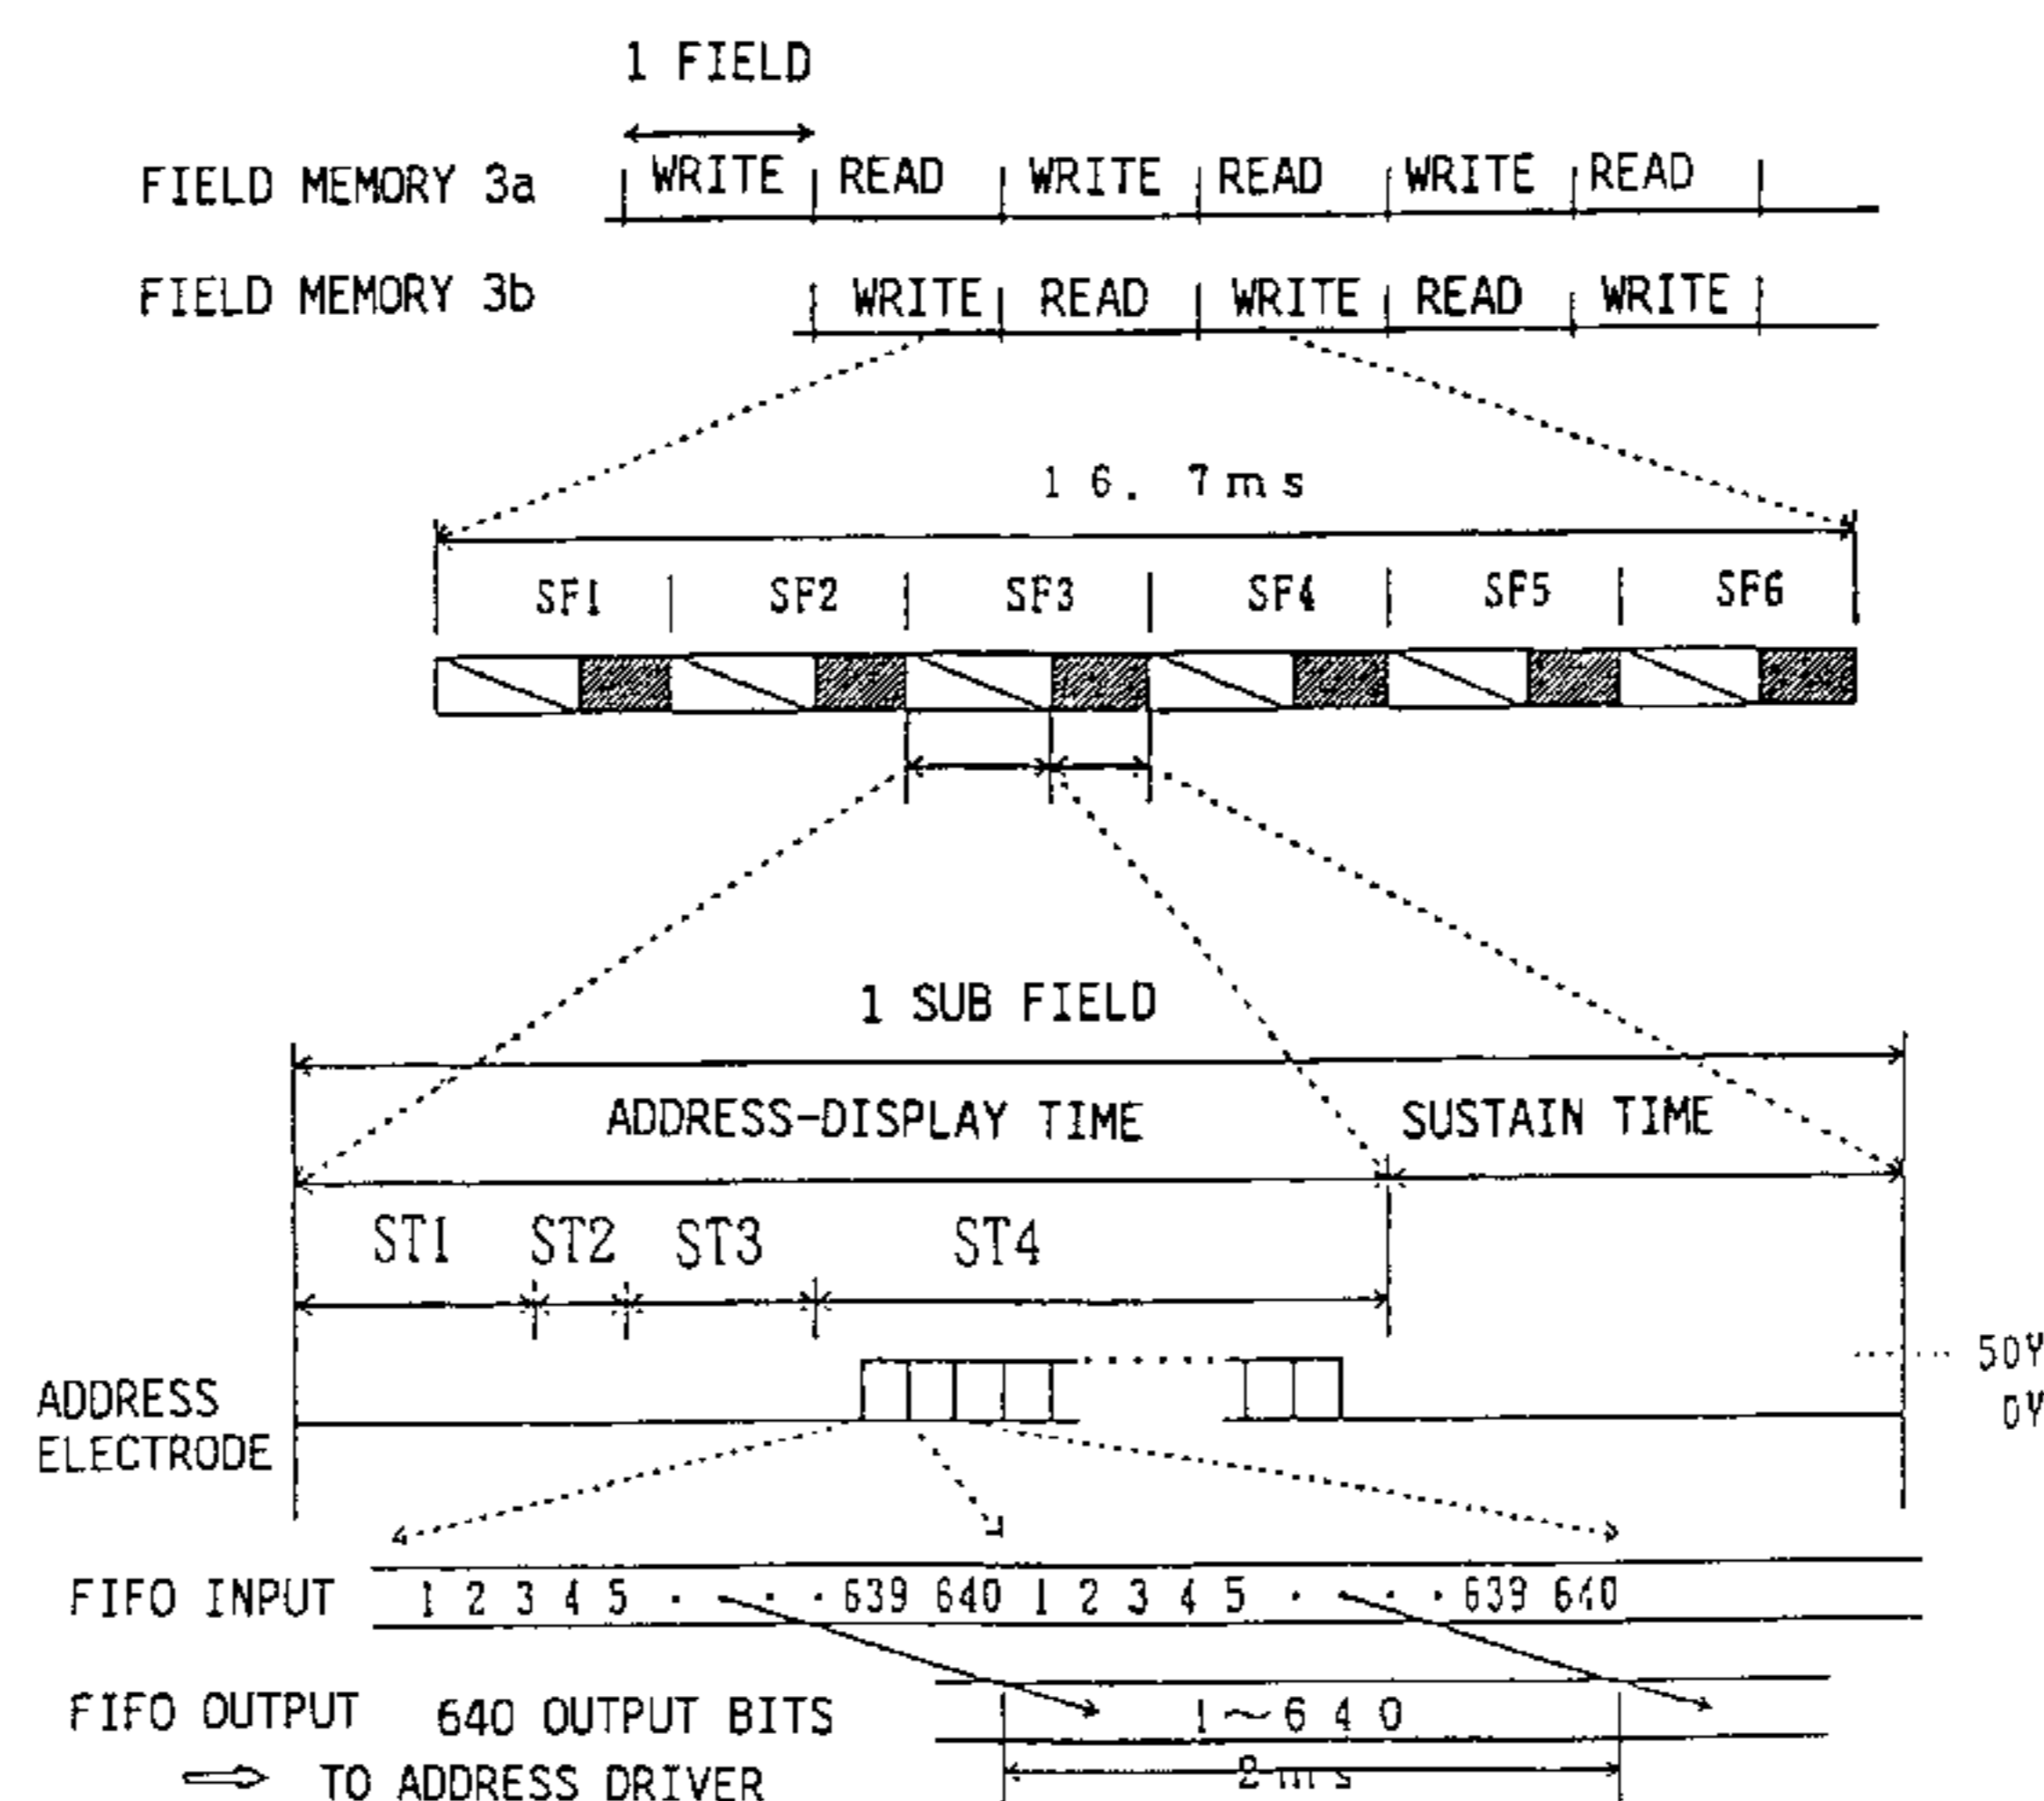 1 FIELD
FIELD MEMORY 3a WRITE READ WRITE READ WRITE READ
FIELD MEMORY 3b WRITE READ WRITE READ WRITE
16.7ms
SF1 SF2 SF3 SF4 SF5 SF6
1 SUB FIELD
ADDRESS-DISPLAY TIME SUSTAIN TIME
ST1 ST2 ST3 ST4
50V
0V
ADDRESS
ELECTRODE
FIFO INPUT 1 2 3 4 5 · · · · 639 640 1 2 3 4 5 · · · · 639 640
FIFO OUTPUT 640 OUTPUT BITS 1~640
TO ADDRESS DRIVER